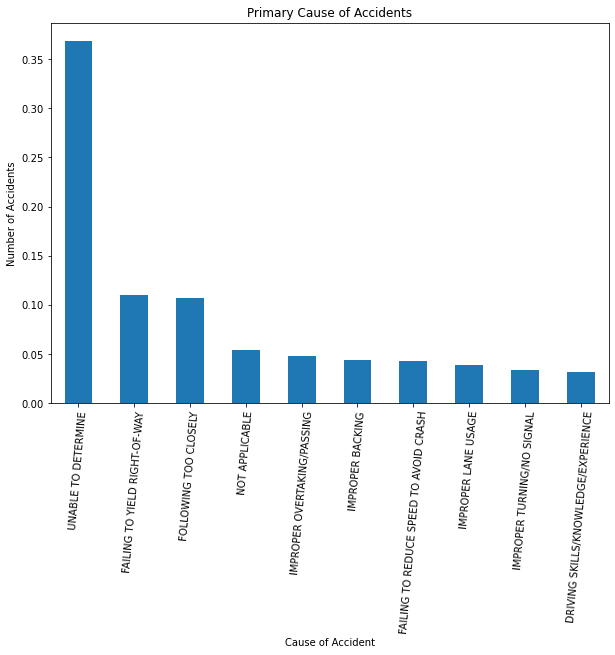 Primary Cause of Accidents
Number of Accidents
0.35
0.30
0.25
0.20
0.15
0.10
0.05
0.00
UNABLE TO DETERMINE
FAILING TO YIELD RIGHT-OF-WAY
FOLLOWING TOO CLOSELY
NOT APPLICABLE
IMPROPER OVERTAKING/PASSING
IMPROPER BACKING
FAILING TO REDUCE SPEED TO AVOID CRASH
IMPROPER LANE USAGE
IMPROPER TURNING/NO SIGNAL
DRIVING SKILLS/KNOWLEDGE/EXPERIENCE
Cause of Accident